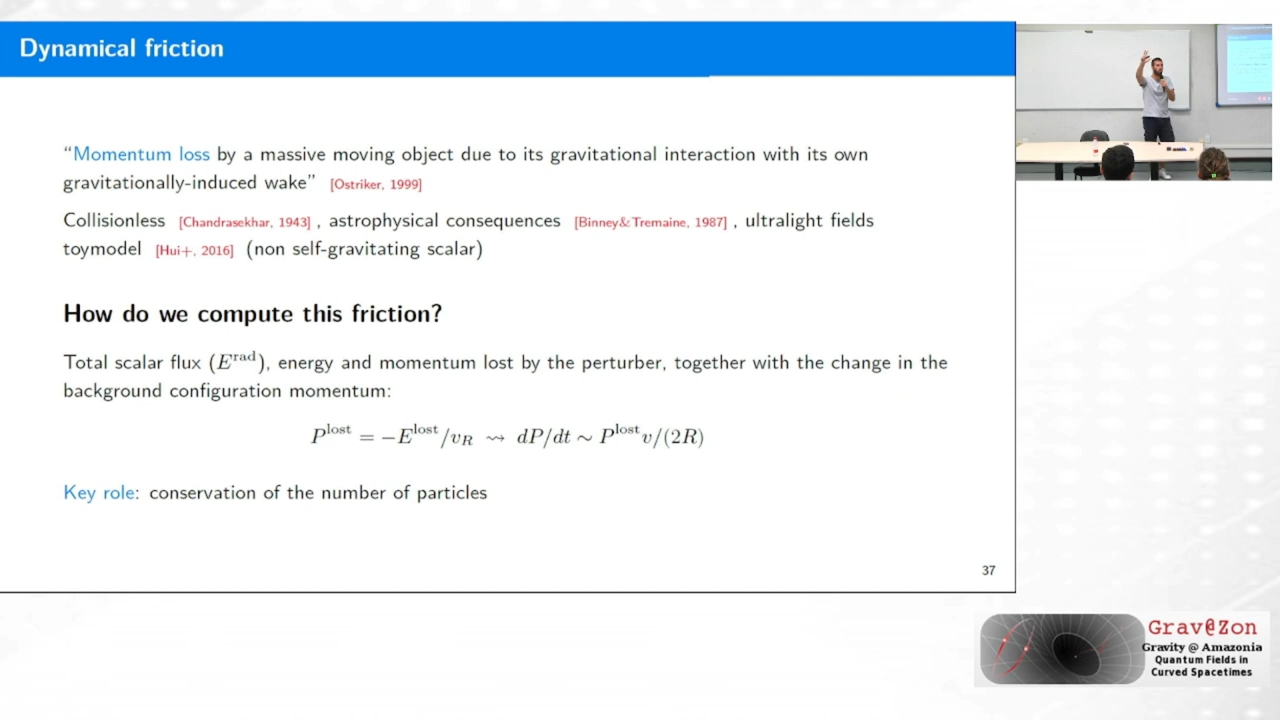 Dynamical friction
“Momentum loss by a massive moving object due to its gravitational interaction with its own
gravitationally-induced wake” [Ostriker, 1999]
Collisionless [Chandrasekhar, 1943] , astrophysical consequences [Binney&Tremaine, 1987] , ultralight fields
toymodel [Hui+, 2016] (non self-gravitating scalar)
How do we compute this friction?
Total scalar flux (E^rad), energy and momentum lost by the perturber, together with the change in the
background configuration momentum:
P^lost = −E^lost/v_R ⇝ dP/dt ∼ P^lost v/(2R)
Key role: conservation of the number of particles
37
Grav@Zon
Gravity @ Amazonia
Quantum Fields in
Curved Spacetimes